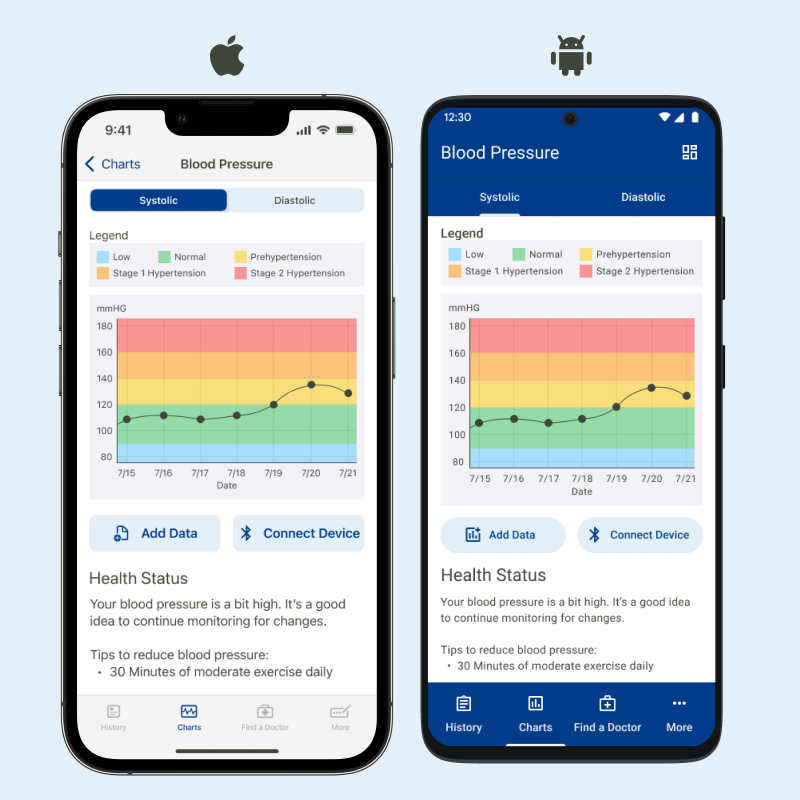 9:41
Charts
Blood Pressure
Systolic
Diastolic
Legend
Low
Normal
Prehypertension
Stage 1 Hypertension
Stage 2 Hypertension
mmHG
180
160
140
120
100
80
7/15 7/16 7/17 7/18 7/19 7/20 7/21
Date
Add Data
Connect Device
Health Status
Your blood pressure is a bit high. It's a good
idea to continue monitoring for changes.
Tips to reduce blood pressure:
• 30 Minutes of moderate exercise daily
History
Charts
Find a Doctor
More
12:30
Blood Pressure
Systolic
Diastolic
Legend
Low
Normal
Prehypertension
Stage 1 Hypertension
Stage 2 Hypertension
mmHG
180
160
140
120
100
80
7/15 7/16 7/17 7/18 7/19 7/20 7/21
Date
Add Data
Connect Device
Health Status
Your blood pressure is a bit high. It's a good idea
to continue monitoring for changes.
Tips to reduce blood pressure:
• 30 Minutes of moderate exercise daily
History
Charts
Find a Doctor
More